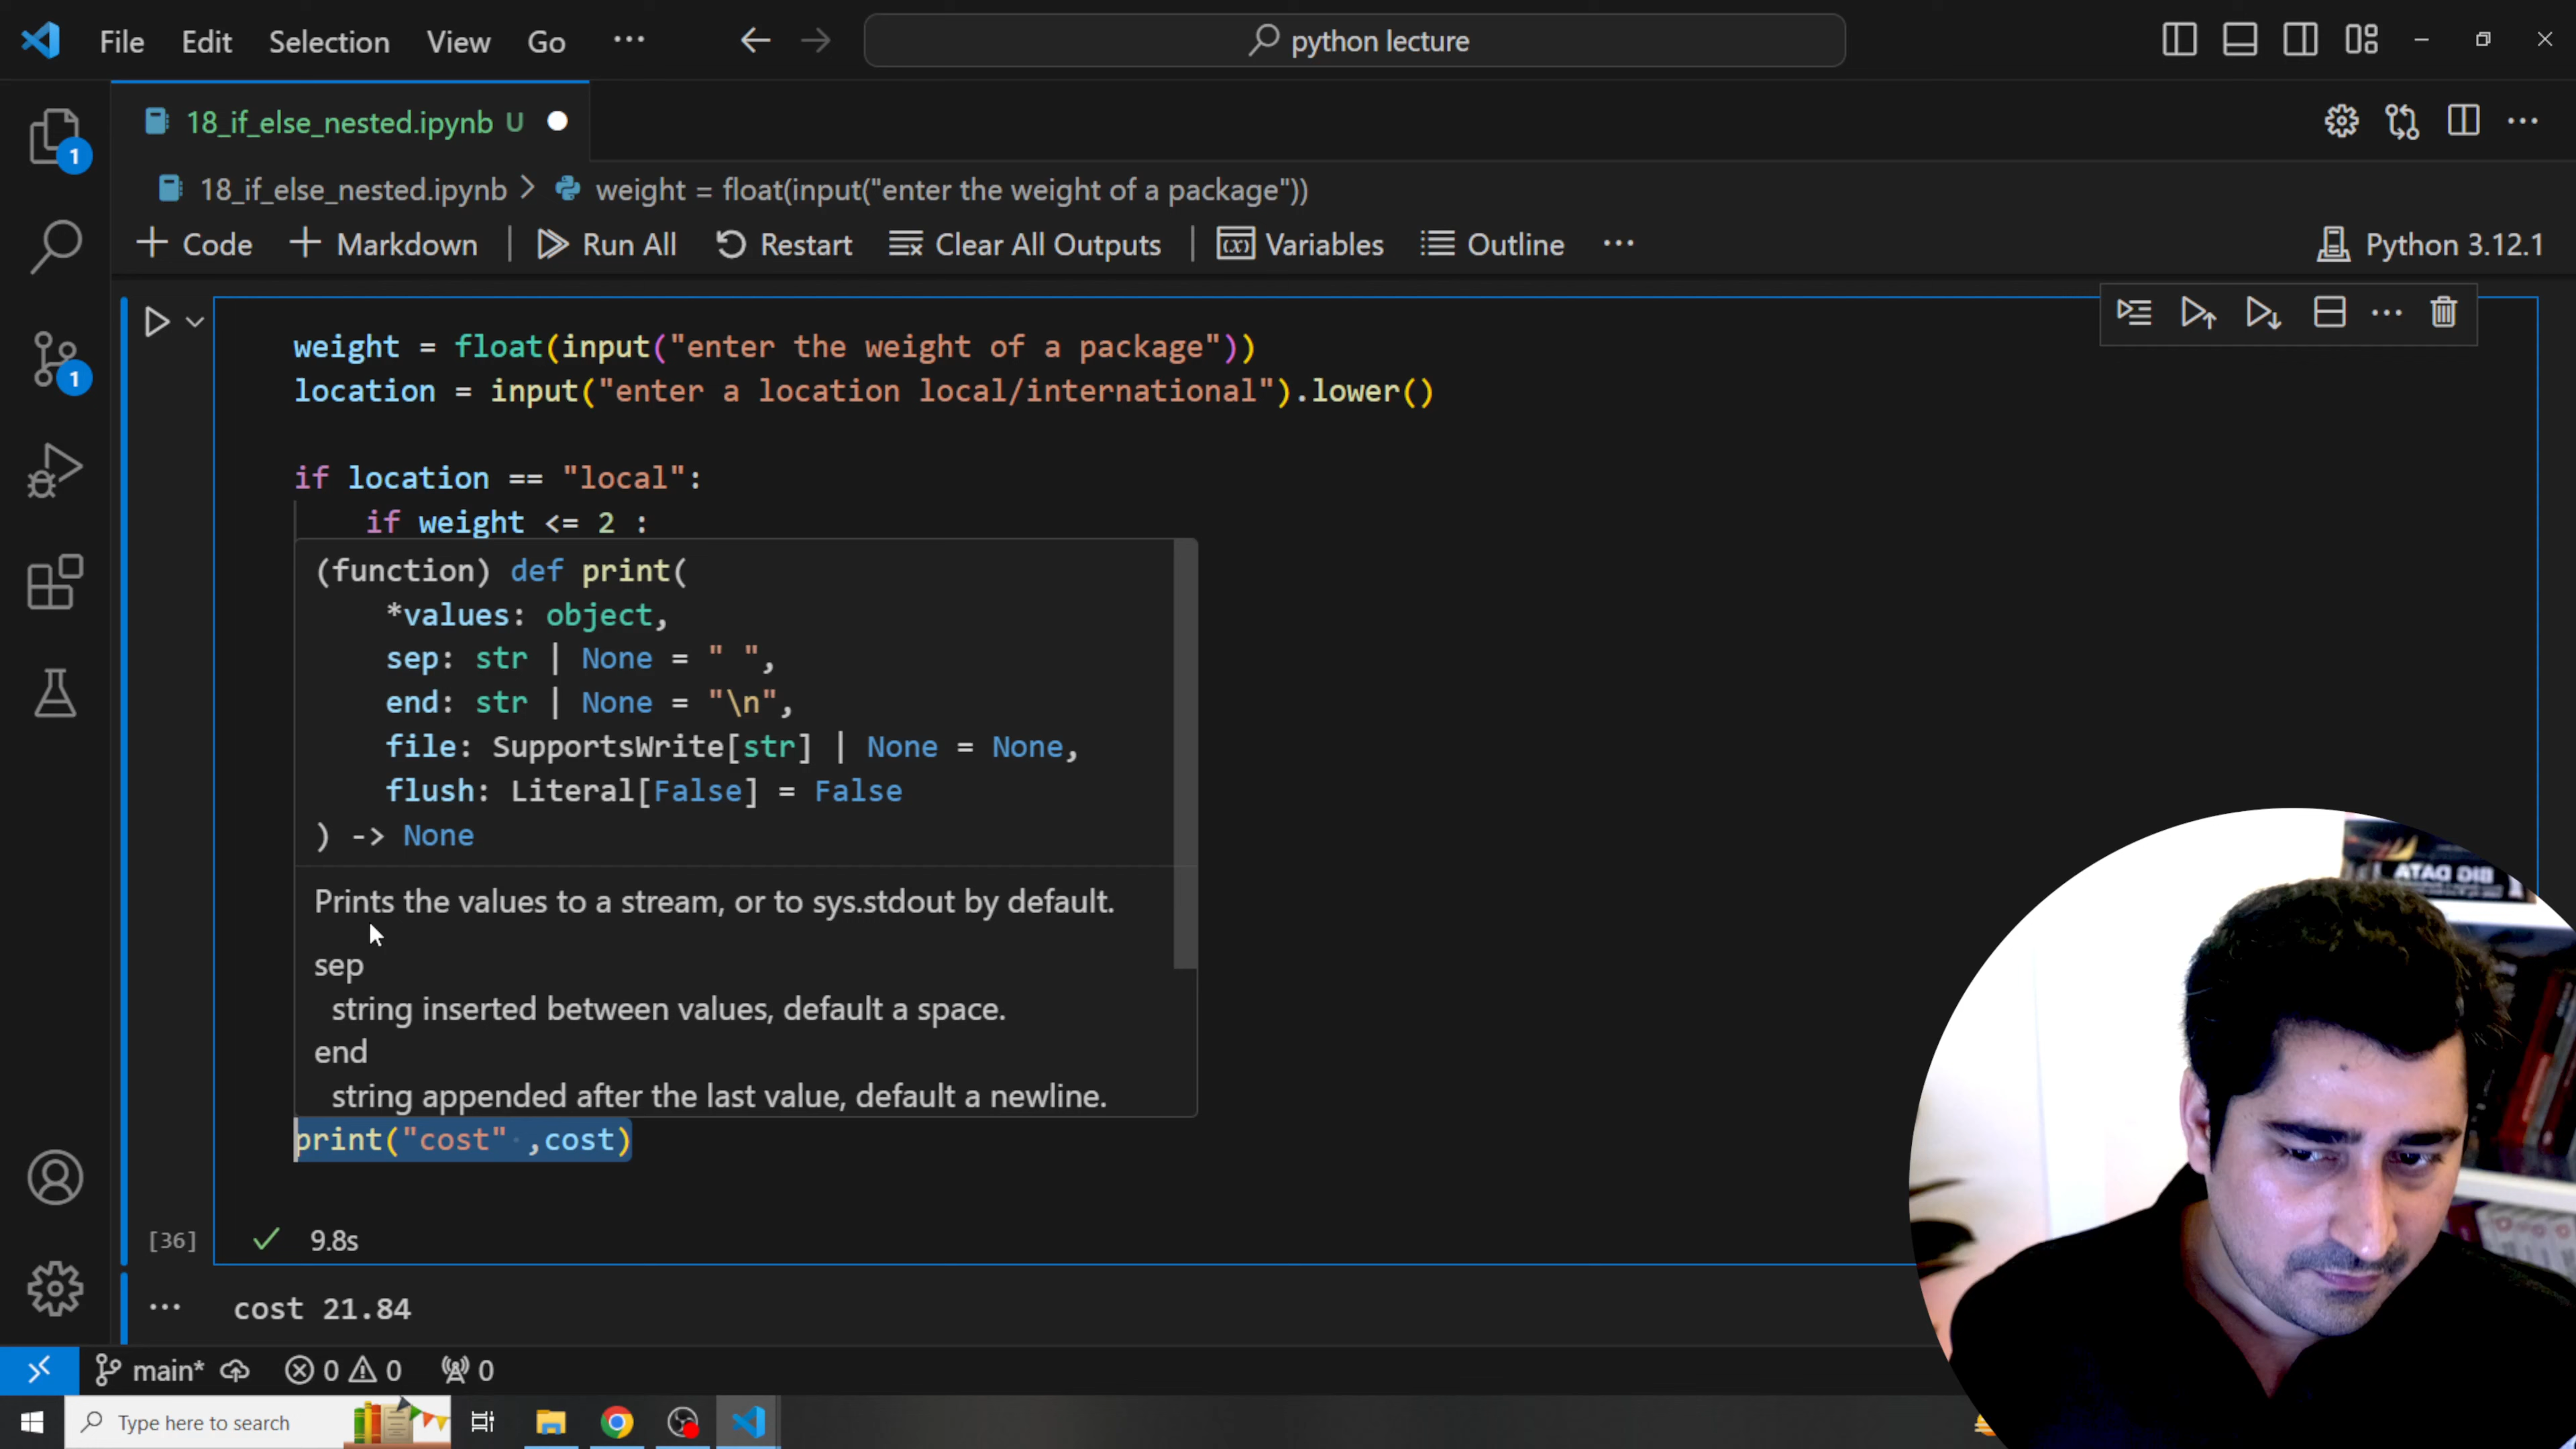 File Edit Selection View Go ··· python lecture
18_if_else_nested.ipynb U
18_if_else_nested.ipynb > weight = float(input("enter the weight of a package"))
+ Code + Markdown | Run All Restart Clear All Outputs | Variables Outline ··· Python 3.12.1
weight = float(input("enter the weight of a package"))
location = input("enter a location local/international").lower()
if location == "local":
if weight <= 2 :
(function) def print(
*values: object,
sep: str | None = " ",
end: str | None = "\n",
file: SupportsWrite[str] | None = None,
flush: Literal[False] = False
) -> None
Prints the values to a stream, or to sys.stdout by default.
sep
string inserted between values, default a space.
end
string appended after the last value, default a newline.
print("cost" ,cost)
[36] 9.8s
··· cost 21.84
main* 0 0 0
Type here to search
1
1
BIG DATA